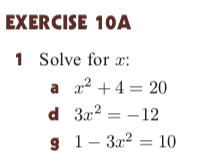 EXERCISE 10A
1 Solve for x:
a x² + 4 = 20
d 3x² = −12
g 1 − 3x² = 10